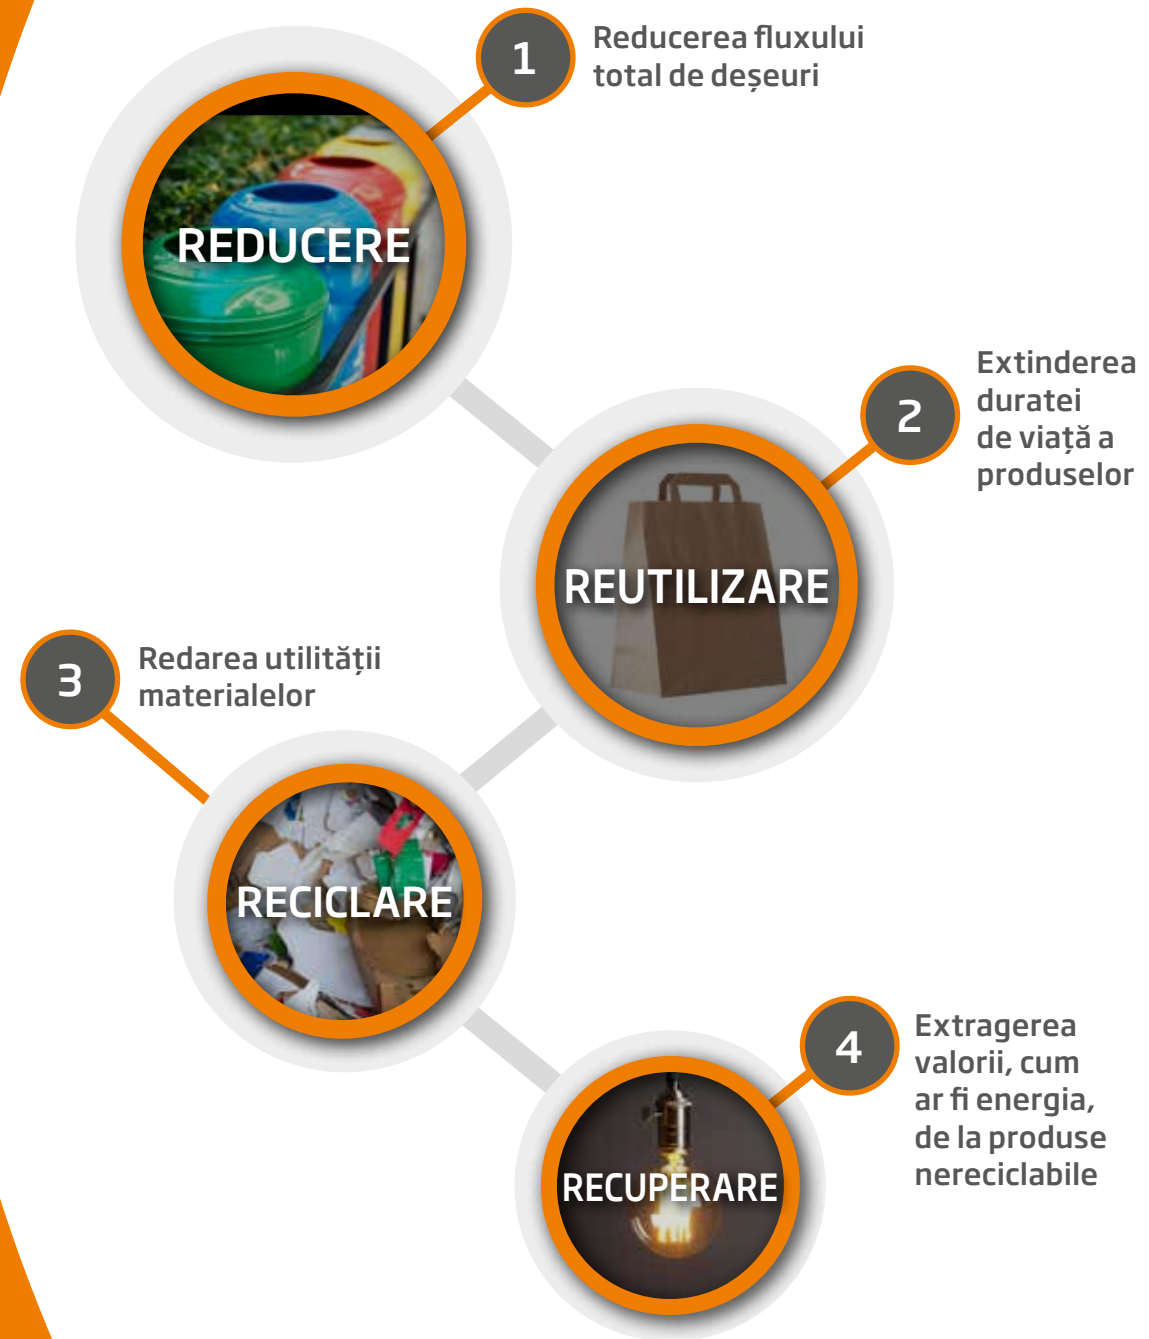 1
Reducerea fluxului
total de deșeuri
REDUCERE
2
Extinderea
duratei
de viață a
produselor
REUTILIZARE
3
Redarea utilității
materialelor
RECICLARE
4
Extragerea
valorii, cum
ar fi energia,
de la produse
nereciclabile
RECUPERARE